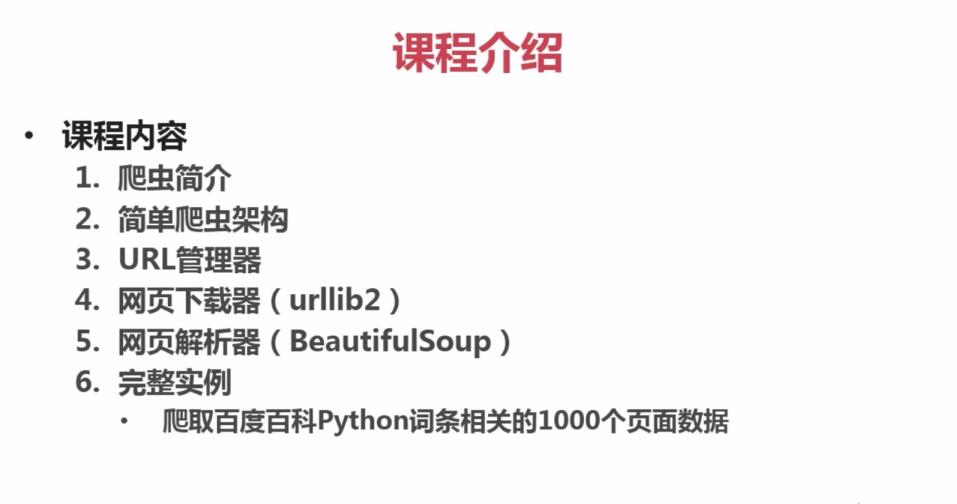 课程介绍
• 课程内容
1. 爬虫简介
2. 简单爬虫架构
3. URL管理器
4. 网页下载器（urllib2）
5. 网页解析器（BeautifulSoup）
6. 完整实例
• 爬取百度百科Python词条相关的1000个页面数据